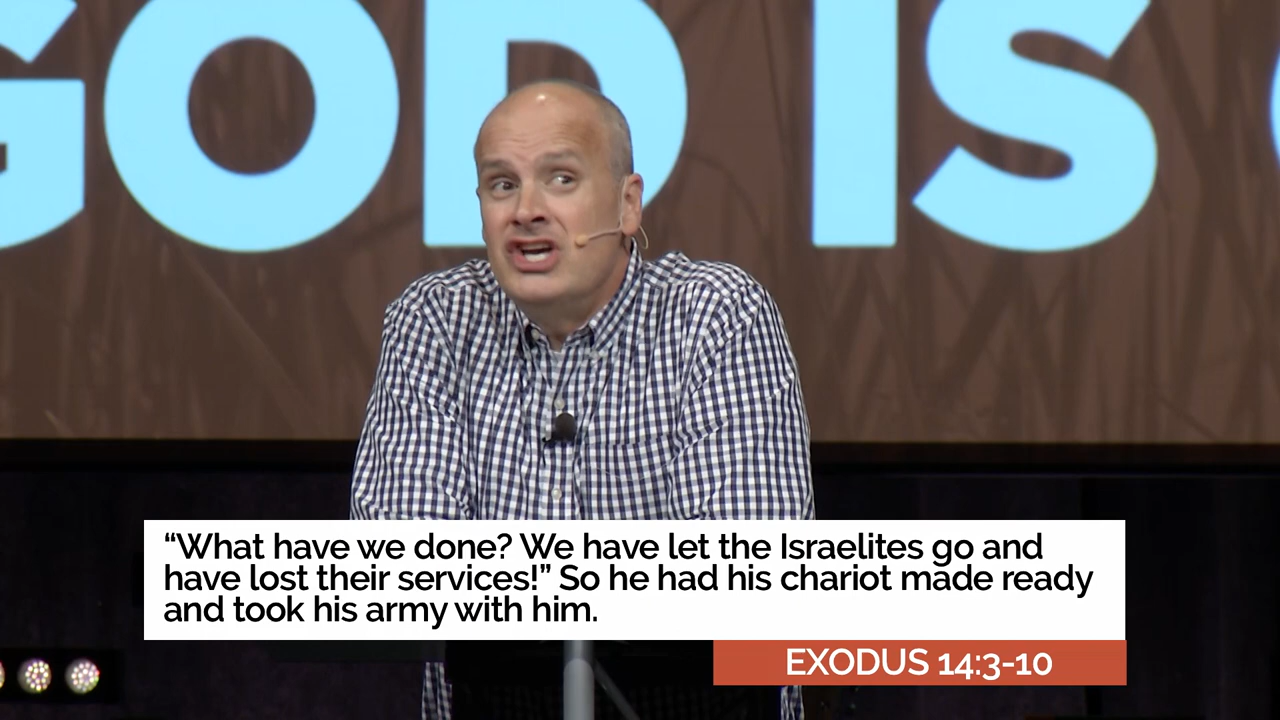 GOD IS
“What have we done? We have let the Israelites go and
have lost their services!” So he had his chariot made ready
and took his army with him.
EXODUS 14:3-10